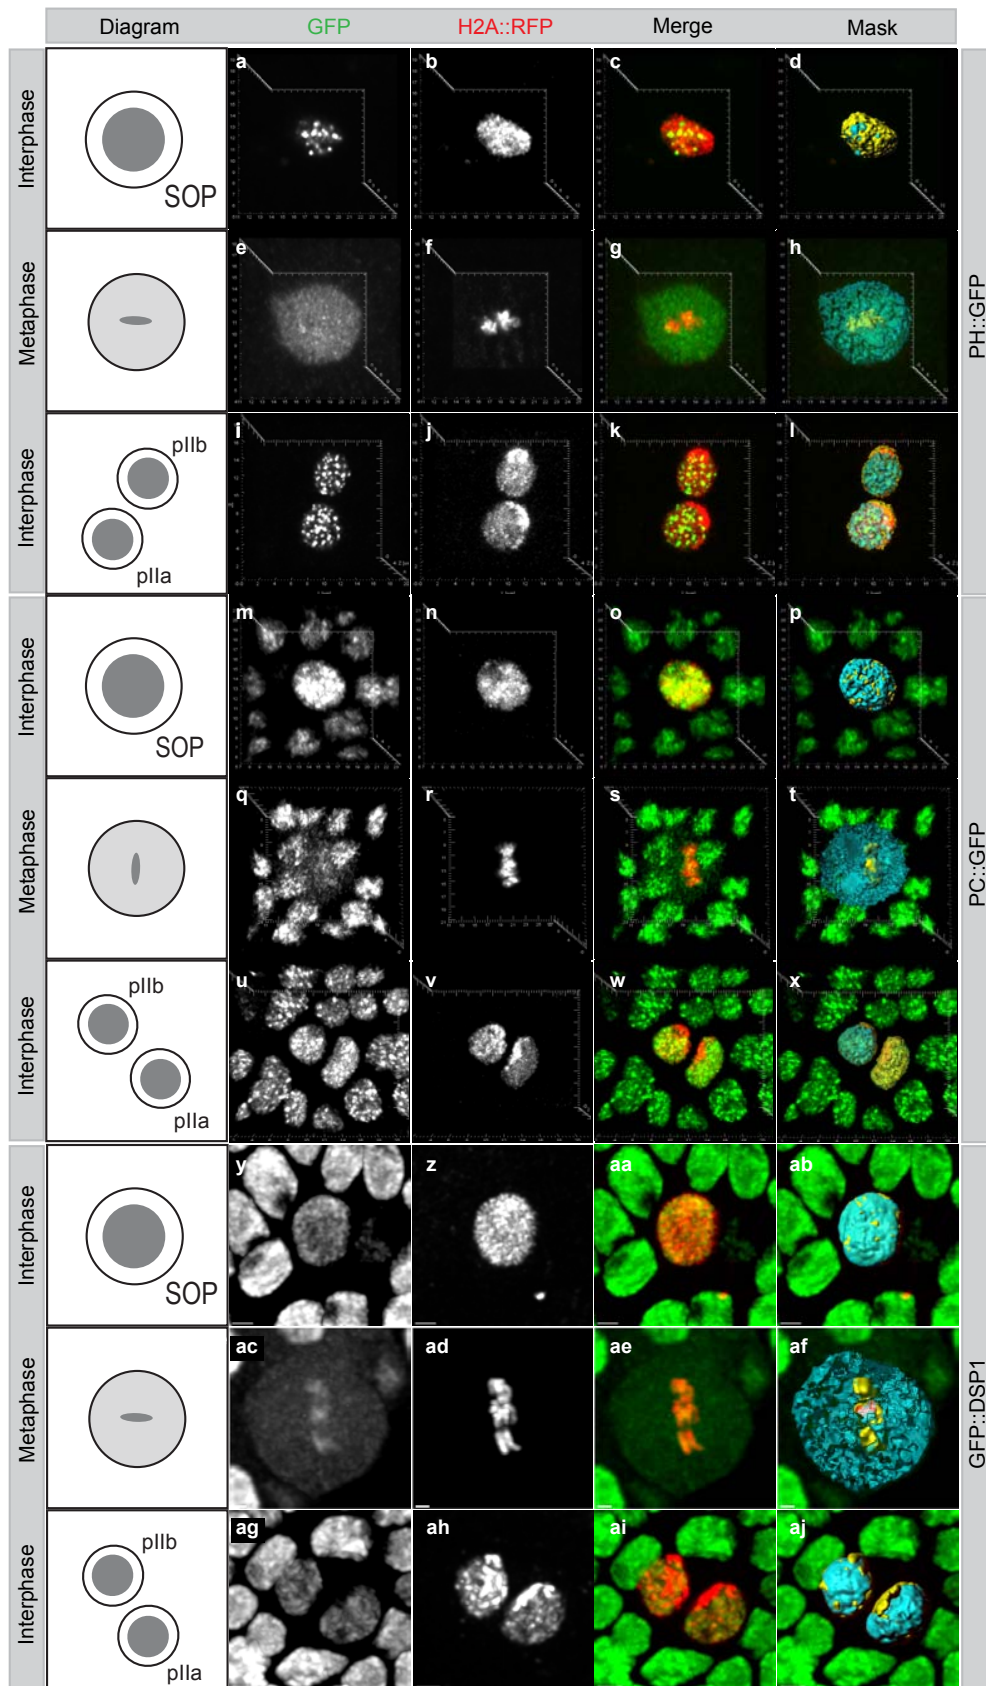 Diagram GFP H2A::RFP Merge Mask
Interphase SOP a b c d
Metaphase e f g h
PH::GFP
Interphase pIIb pIIa i j k l
Interphase SOP m n o p
Metaphase q r s t
PC::GFP
Interphase pIIb pIIa u v w x
Interphase SOP y z aa ab
Metaphase ac ad ae af
GFP::DSP1
Interphase pIIb pIIa ag ah ai aj